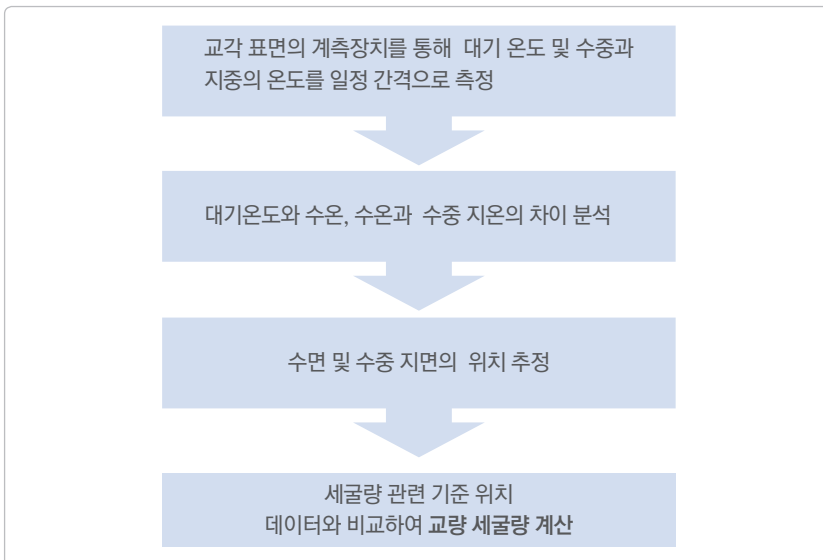 교각 표면의 계측장치를 통해 대기 온도 및 수중과
지중의 온도를 일정 간격으로 측정
대기온도와 수온, 수온과 수중 지온의 차이 분석
수면 및 수중 지면의 위치 추정
세굴량 관련 기준 위치
데이터와 비교하여 교량 세굴량 계산